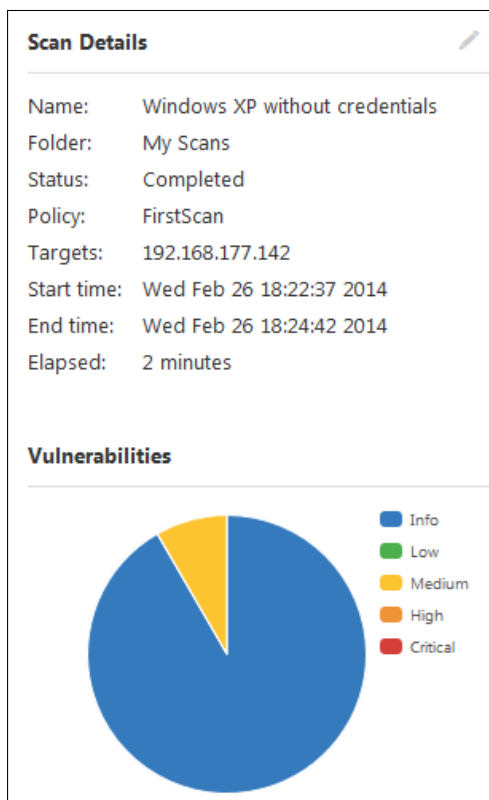 Scan Details
Name: Windows XP without credentials
Folder: My Scans
Status: Completed
Policy: FirstScan
Targets: 192.168.177.142
Start time: Wed Feb 26 18:22:37 2014
End time: Wed Feb 26 18:24:42 2014
Elapsed: 2 minutes
Vulnerabilities
Info
Low
Medium
High
Critical